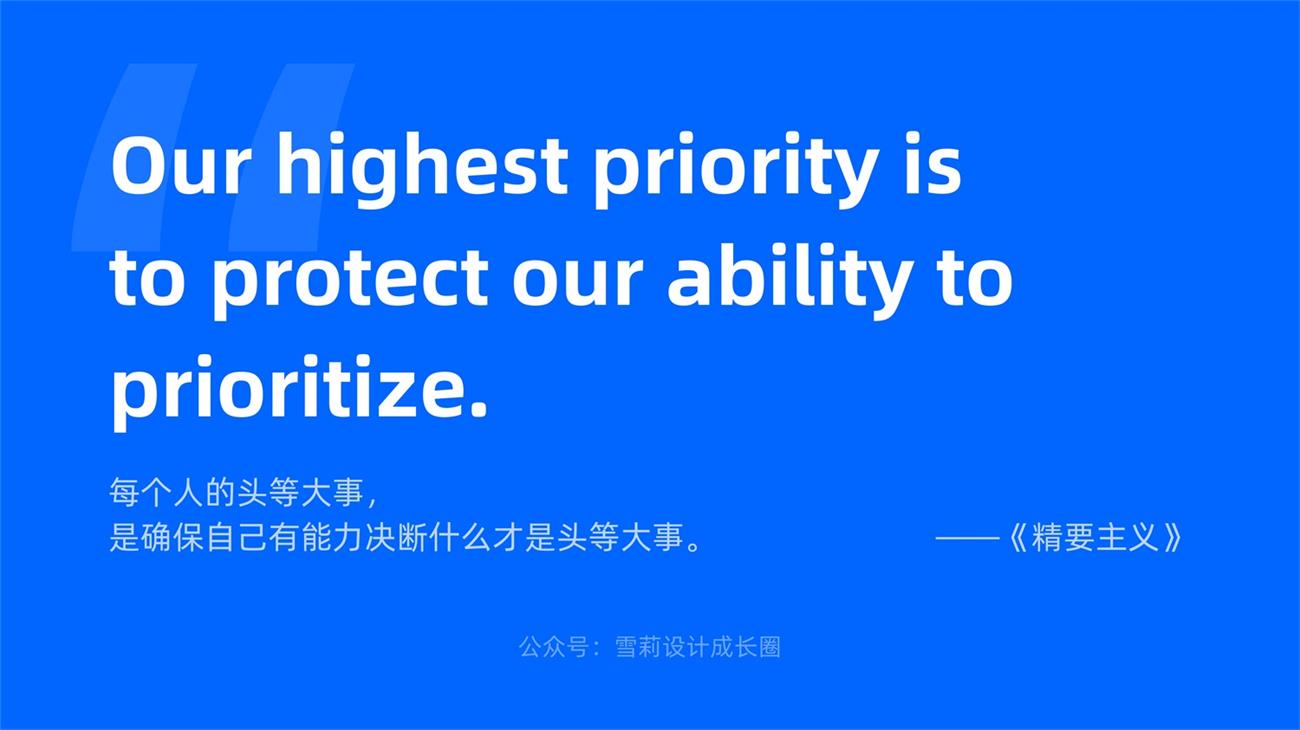 Our highest priority is
to protect our ability to
prioritize.
每个人的头等大事，
是确保自己有能力决断什么才是头等大事。
——《精要主义》
公众号：雪莉设计成长圈